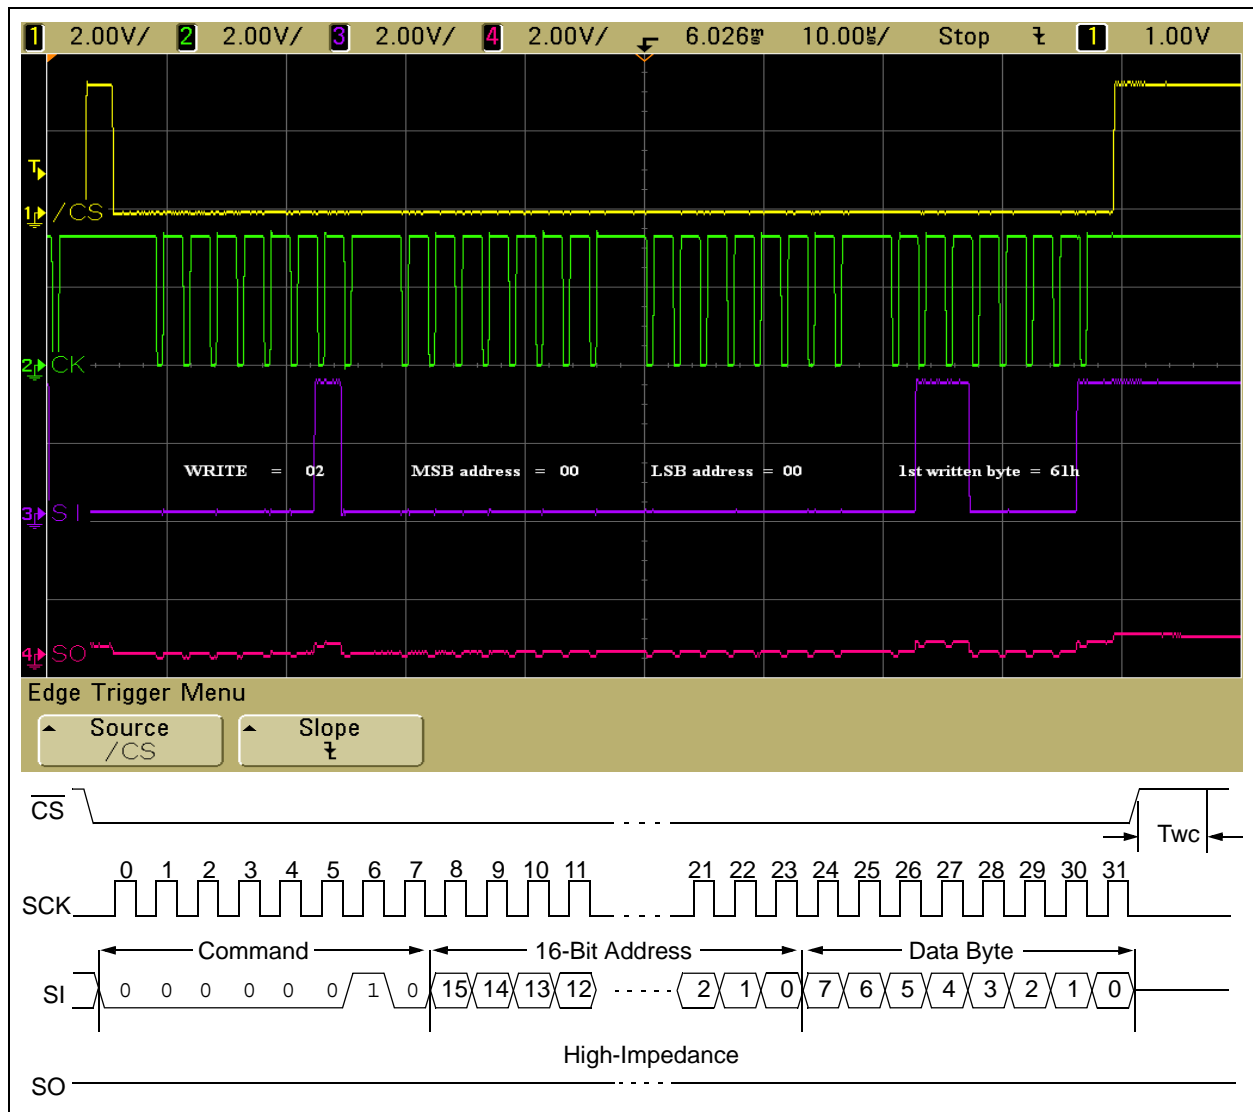 1 2.00V/ 2 2.00V/ 3 2.00V/ 4 2.00V/ 6.026ms 10.00µs/ Stop 1 1.00V
T
1 /CS
2 CK
WRITE = 02 MSB address = 00 LSB address = 00 1st written byte = 61h
3 SI
4 SO
Edge Trigger Menu
Source Slope
/CS
CS
Twc
0 1 2 3 4 5 6 7 8 9 10 11 21 22 23 24 25 26 27 28 29 30 31
SCK
Command 16-Bit Address Data Byte
SI 0 0 0 0 0 0 1 0 15 14 13 12 2 1 0 7 6 5 4 3 2 1 0
High-Impedance
SO